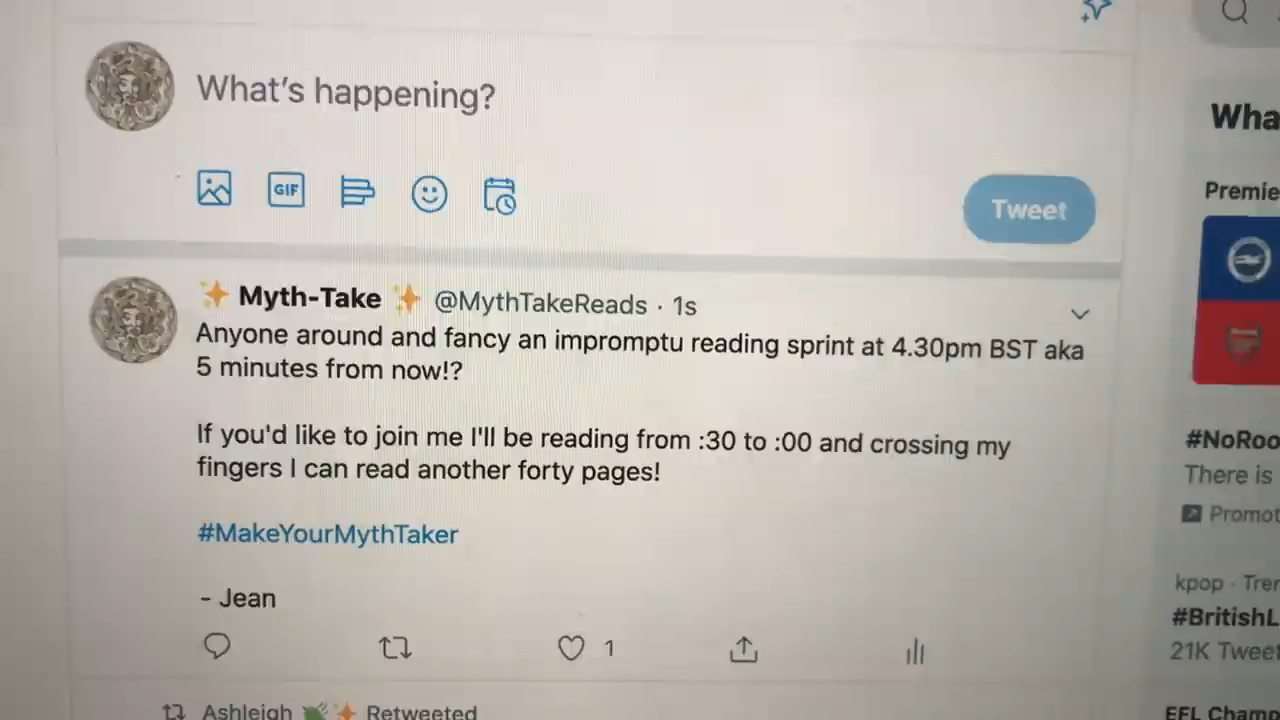 What's happening?
GIF
Tweet
✨ Myth-Take ✨ @MythTakeReads · 1s
Anyone around and fancy an impromptu reading sprint at 4.30pm BST aka
5 minutes from now!?
If you'd like to join me I'll be reading from :30 to :00 and crossing my
fingers I can read another forty pages!
#MakeYourMythTaker
- Jean
1
Ashleigh Retweeted
Wha
Premie
#NoRoo
There is
Promot
kpop · Tren
#BritishL
21K Tweet
EFL Champ